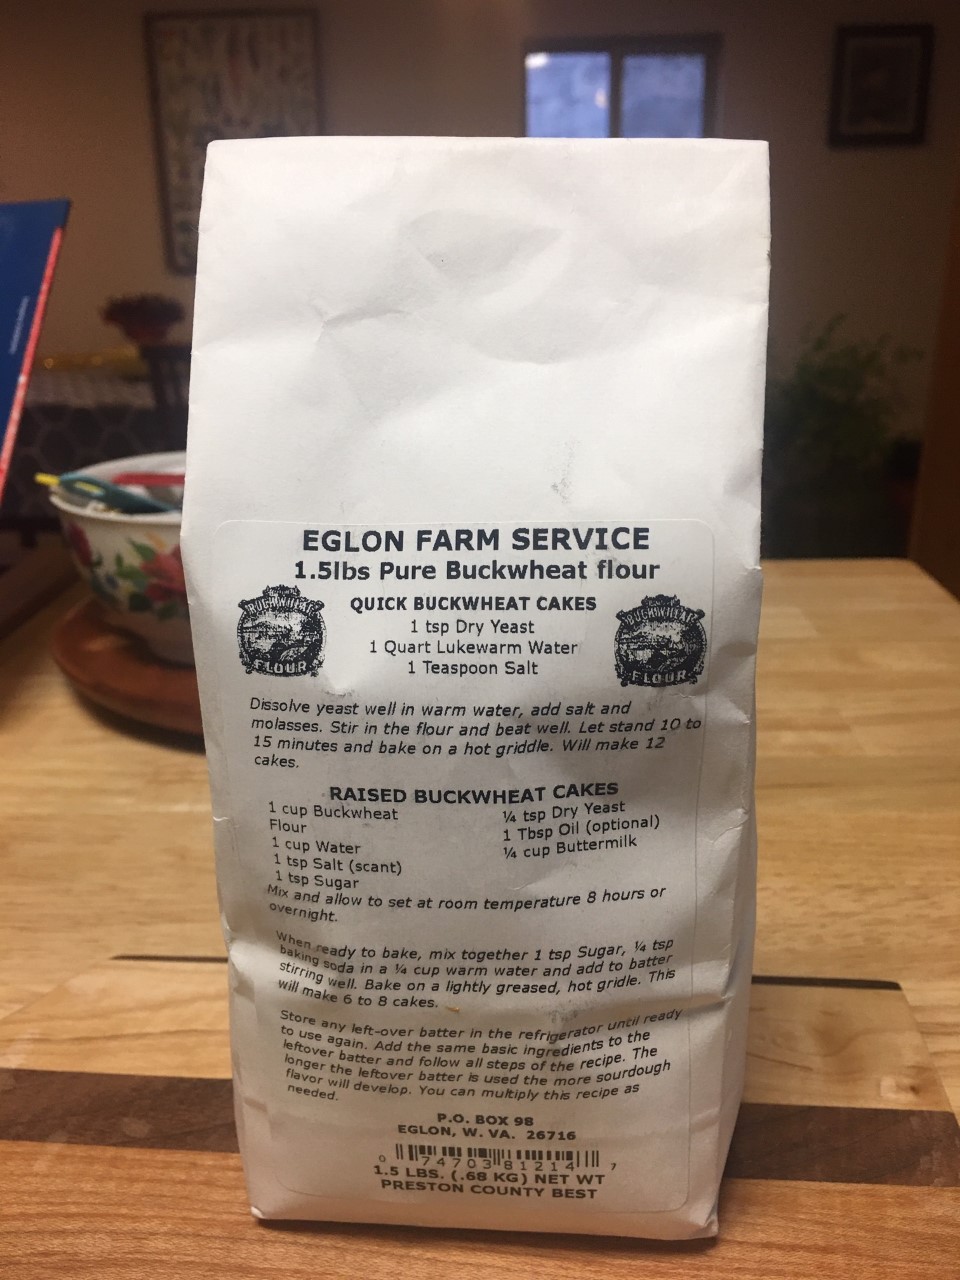 EGLON FARM SERVICE
1.5lbs Pure Buckwheat flour
QUICK BUCKWHEAT CAKES
1 tsp Dry Yeast
1 Quart Lukewarm Water
1 Teaspoon Salt
BUCKWHEAT
FLOUR
BUCKWHEAT
FLOUR
Dissolve yeast well in warm water, add salt and
molasses. Stir in the flour and beat well. Let stand 10 to
15 minutes and bake on a hot griddle. Will make 12
cakes.
RAISED BUCKWHEAT CAKES
1 cup Buckwheat
Flour
1 cup Water
1 tsp Salt (scant)
1 tsp Sugar
¼ tsp Dry Yeast
1 Tbsp Oil (optional)
¼ cup Buttermilk
Mix and allow to set at room temperature 8 hours or
overnight.
When ready to bake, mix together 1 tsp Sugar, ¼ tsp
baking soda in a ¼ cup warm water and add to batter
stirring well. Bake on a lightly greased, hot gridle. This
will make 6 to 8 cakes.
Store any left-over batter in the refrigerator until ready
to use again. Add the same basic ingredients to the
leftover batter and follow all steps of the recipe. The
longer the leftover batter is used the more sourdough
flavor will develop. You can multiply this recipe as
needed.
P.O. BOX 98
EGLON, W. VA. 26716
0 74703 81214 7
1.5 LBS. (.68 KG) NET WT
PRESTON COUNTY BEST